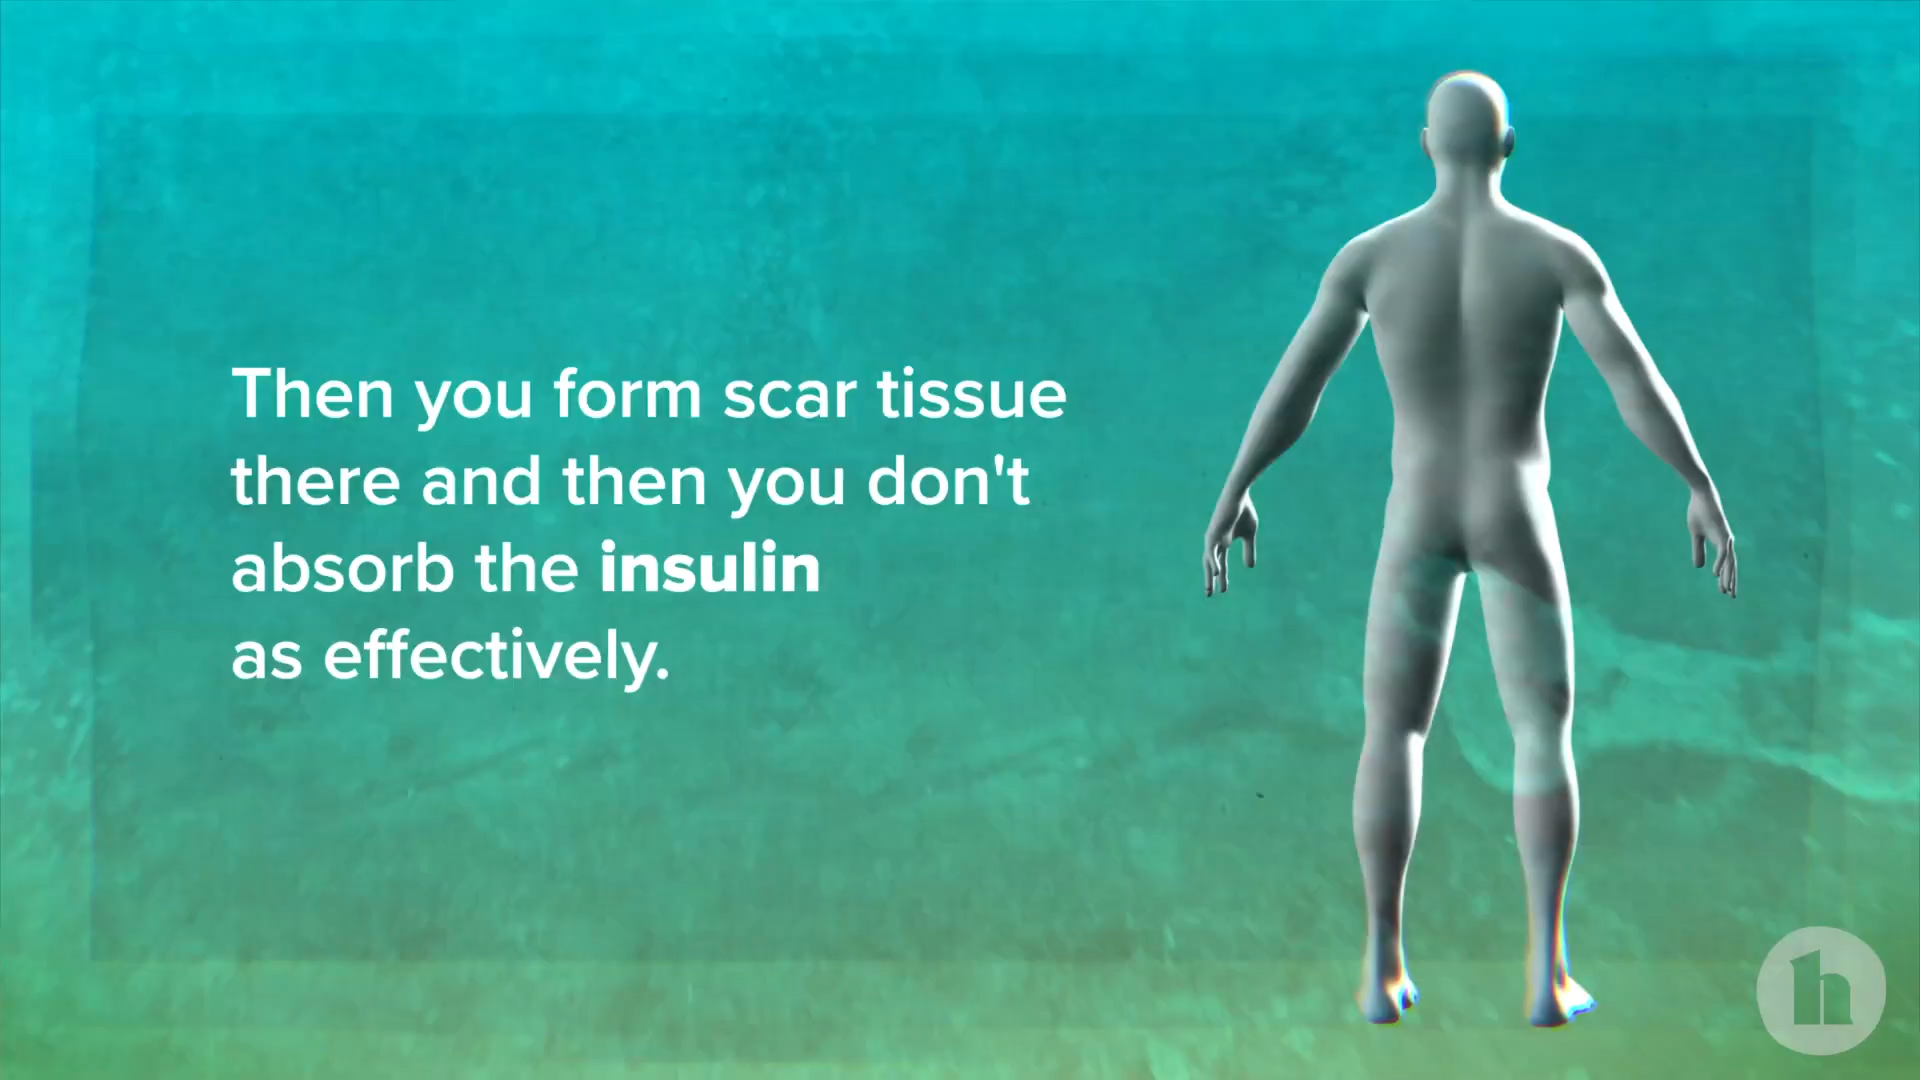 Then you form scar tissue
there and then you don't
absorb the insulin
as effectively.
h